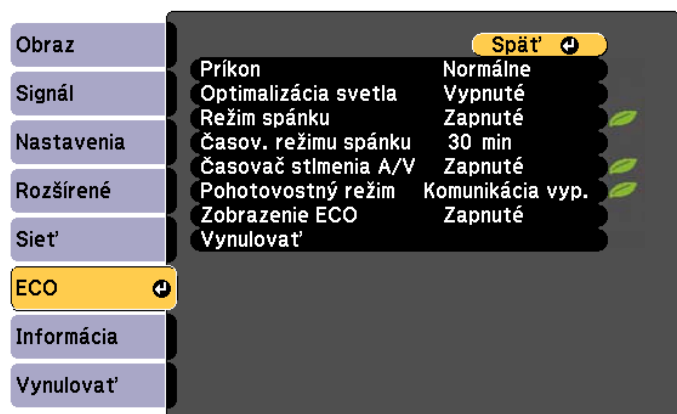 Obraz
Signál
Nastavenia
Rozšírené
Sieť
ECO
Informácia
Vynulovať
Späť
Príkon Normálne
Optimalizácia svetla Vypnuté
Režim spánku Zapnuté
Časov. režimu spánku 30 min
Časovač stlmenia A/V Zapnuté
Pohotovostný režim Komunikácia vyp.
Zobrazenie ECO Zapnuté
Vynulovať